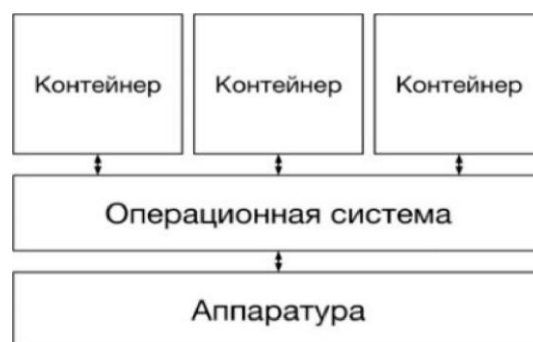 Контейнер Контейнер Контейнер
Операционная система
Аппаратура